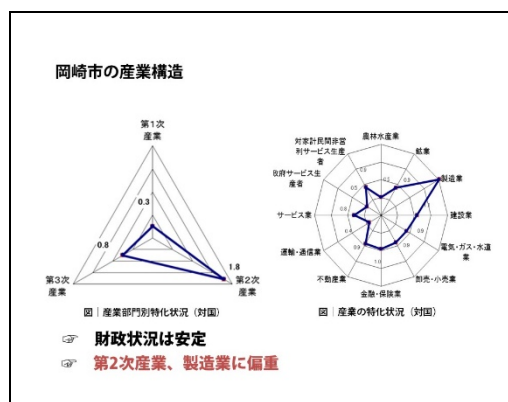 岡崎市の産業構造
第1次
産業
0.3
0.8
1.8
第3次
産業
第2次
産業
図｜産業部門別特化状況（対国）
農林水産業
鉱業
製造業
建設業
電気・ガス・水道
業
卸売・小売業
金融・保険業
不動産業
運輸・通信業
サービス業
政府サービス生
産者
対家計民間非営
利サービス生産
者
図｜産業の特化状況（対国）
☞ 財政状況は安定
☞ 第2次産業、製造業に偏重